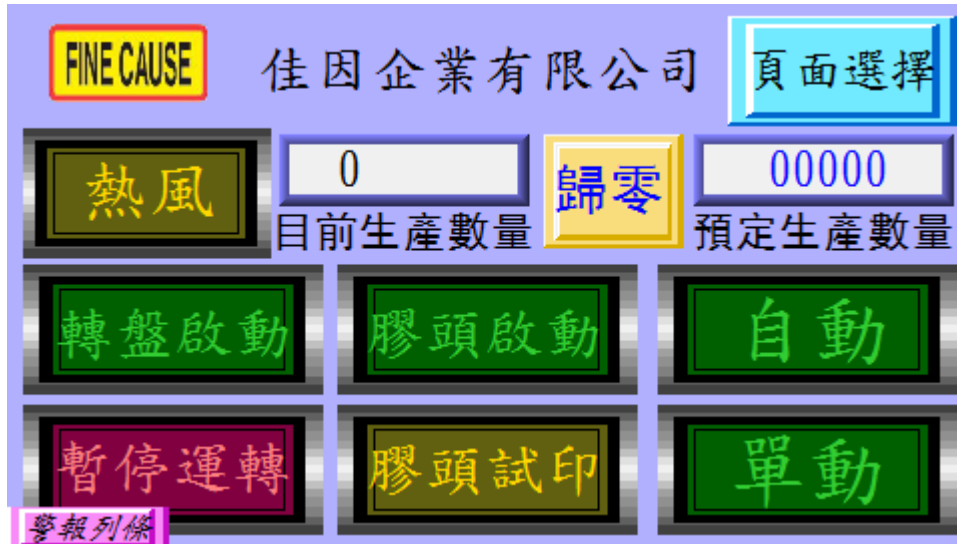 FINE CAUSE
佳因企業有限公司
頁面選擇
熱風
0
目前生產數量
歸零
00000
預定生產數量
轉盤啟動
膠頭啟動
自動
暫停運轉
膠頭試印
單動
警報列條